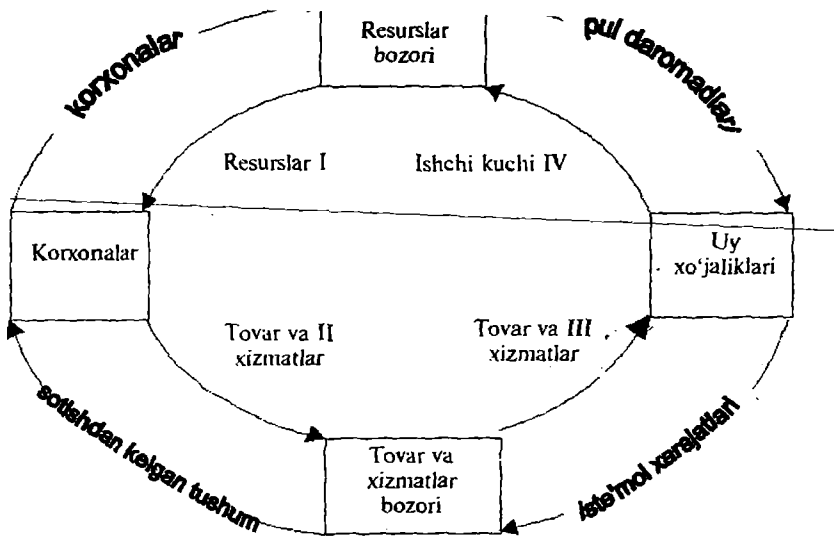 korxonalar
Resurslar
bozori
pul daromadlari
Resurslar I
Ishchi kuchi IV
Korxonalar
Uy
xo‘jaliklari
Tovar va II
xizmatlar
Tovar va III
xizmatlar
sotishdan kelgan tushum
Tovar va
xizmatlar
bozori
iste'mol xarajatlari